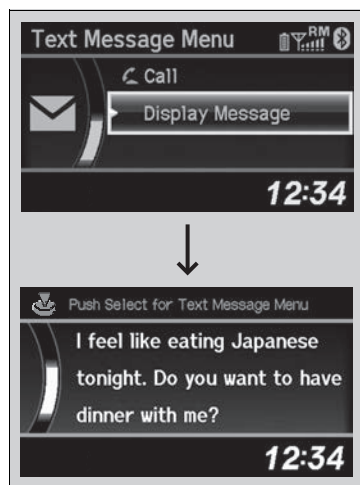 Text Message Menu RM
Call
Display Message
12:34
Push Select for Text Message Menu
I feel like eating Japanese
tonight. Do you want to have
dinner with me?
12:34